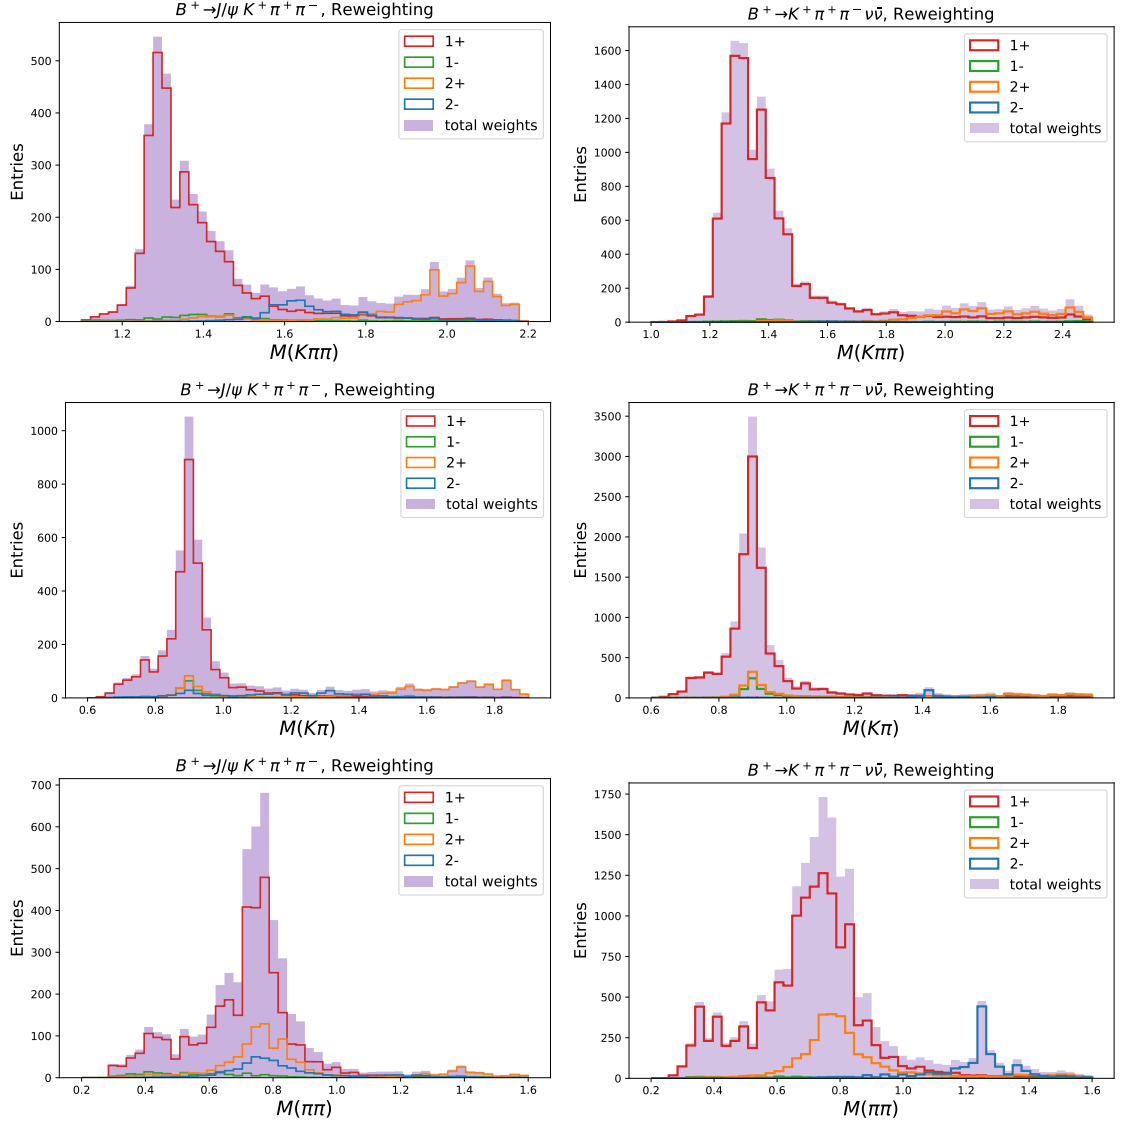 B⁺→J/ψ K⁺π⁺π⁻, Reweighting
Entries
500
400
300
200
100
0
1+
1-
2+
2-
total weights
1.2 1.4 1.6 1.8 2.0 2.2
M(Kππ)
B⁺→K⁺π⁺π⁻νν̄, Reweighting
Entries
1600
1400
1200
1000
800
600
400
200
0
1+
1-
2+
2-
total weights
1.0 1.2 1.4 1.6 1.8 2.0 2.2 2.4
M(Kππ)
B⁺→J/ψ K⁺π⁺π⁻, Reweighting
Entries
1000
800
600
400
200
0
1+
1-
2+
2-
total weights
0.6 0.8 1.0 1.2 1.4 1.6 1.8
M(Kπ)
B⁺→K⁺π⁺π⁻νν̄, Reweighting
Entries
3500
3000
2500
2000
1500
1000
500
0
1+
1-
2+
2-
total weights
0.6 0.8 1.0 1.2 1.4 1.6 1.8
M(Kπ)
B⁺→J/ψ K⁺π⁺π⁻, Reweighting
Entries
700
600
500
400
300
200
100
0
1+
1-
2+
2-
total weights
0.2 0.4 0.6 0.8 1.0 1.2 1.4 1.6
M(ππ)
B⁺→K⁺π⁺π⁻νν̄, Reweighting
Entries
1750
1500
1250
1000
750
500
250
0
1+
1-
2+
2-
total weights
0.2 0.4 0.6 0.8 1.0 1.2 1.4 1.6
M(ππ)